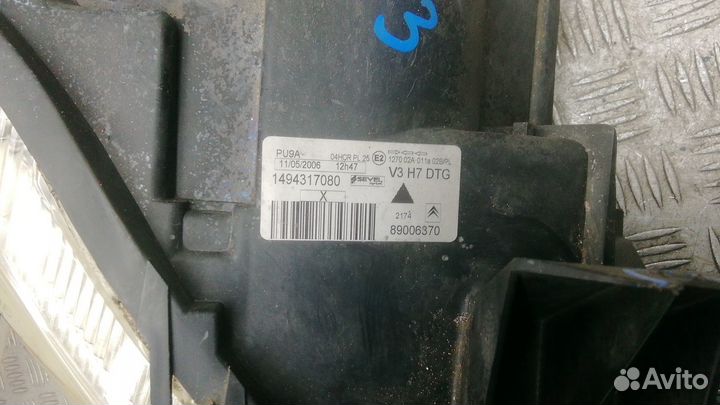 3
PU9A 04HCR PL 25 E2 1270 02A 011a 02B/PL
11/05/2006 12h47 V3 H7 DTG
1494317080 SEVEL
X
2174
89006370
Avito